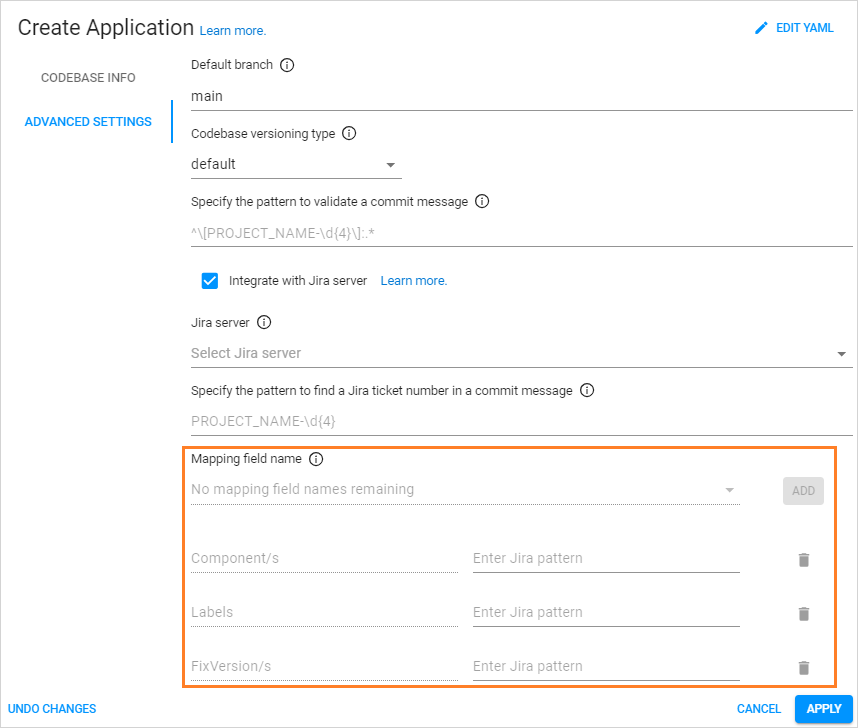 Create Application Learn more.
EDIT YAML
CODEBASE INFO
ADVANCED SETTINGS
Default branch
main
Codebase versioning type
default
Specify the pattern to validate a commit message
^\[PROJECT_NAME-\d{4}\]:.*
Integrate with Jira server Learn more.
Jira server
Select Jira server
Specify the pattern to find a Jira ticket number in a commit message
PROJECT_NAME-\d{4}
Mapping field name
No mapping field names remaining
ADD
Component/s Enter Jira pattern
Labels Enter Jira pattern
FixVersion/s Enter Jira pattern
UNDO CHANGES
CANCEL
APPLY